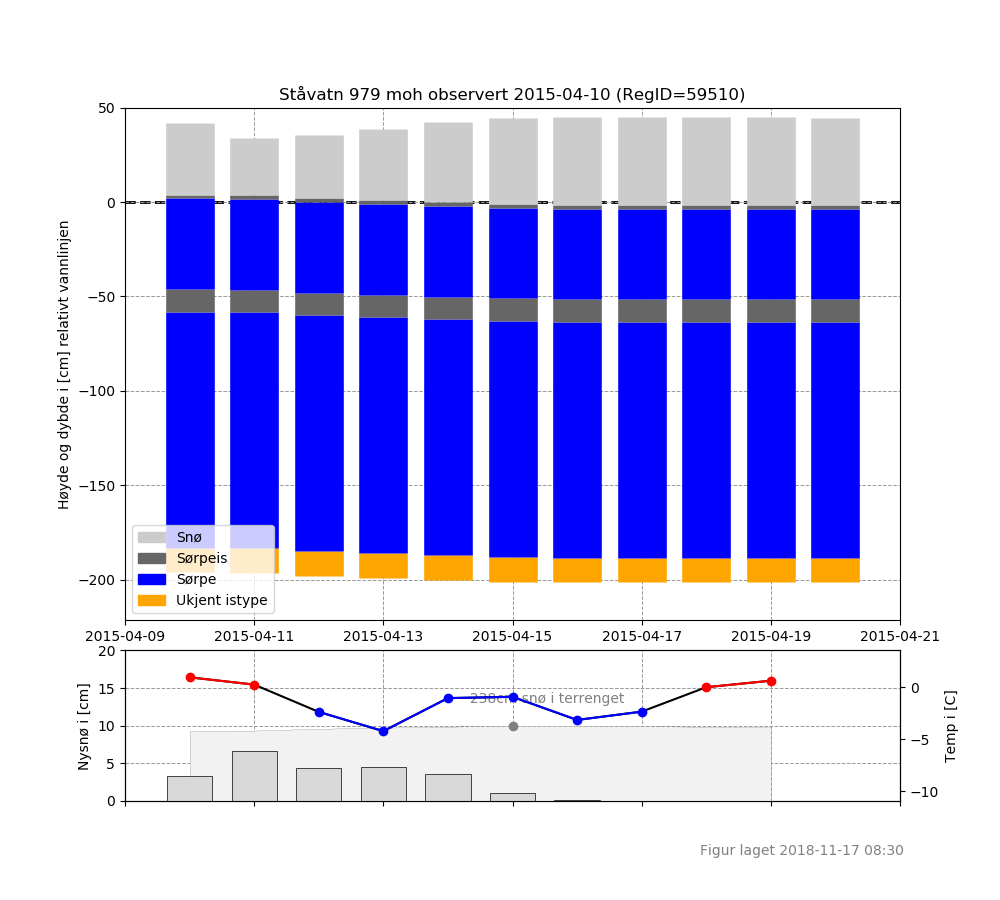 Ståvatn 979 moh observert 2015-04-10 (RegID=59510)
Høyde og dybde i [cm] relativt vannlinjen
50
0
−50
−100
−150
−200
Snø
Sørpeis
Sørpe
Ukjent istype
2015-04-09 2015-04-11 2015-04-13 2015-04-15 2015-04-17 2015-04-19 2015-04-21
Nysnø i [cm]
20
15
10
5
0
238cm snø i terrenget
0
−5
−10
Temp i [C]
Figur laget 2018-11-17 08:30